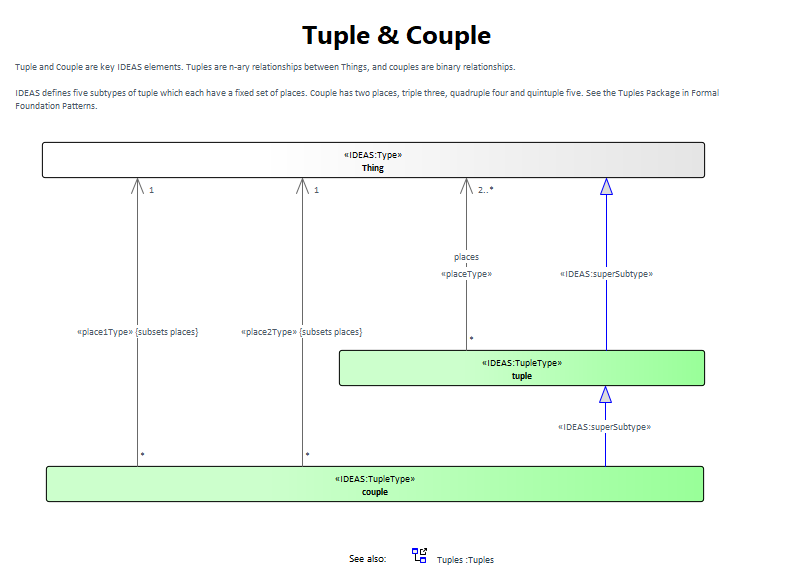 Tuple & Couple
Tuple and Couple are key IDEAS elements. Tuples are n-ary relationships between Things, and couples are binary relationships.
IDEAS defines five subtypes of tuple which each have a fixed set of places. Couple has two places, triple three, quadruple four and quintuple five. See the Tuples Package in Formal
Foundation Patterns.
«IDEAS:Type»
Thing
1
1
2..*
places
«placeType»
«IDEAS:superSubtype»
«place1Type» {subsets places}
«place2Type» {subsets places}
*
«IDEAS:TupleType»
tuple
«IDEAS:superSubtype»
*
*
«IDEAS:TupleType»
couple
See also:
Tuples :Tuples